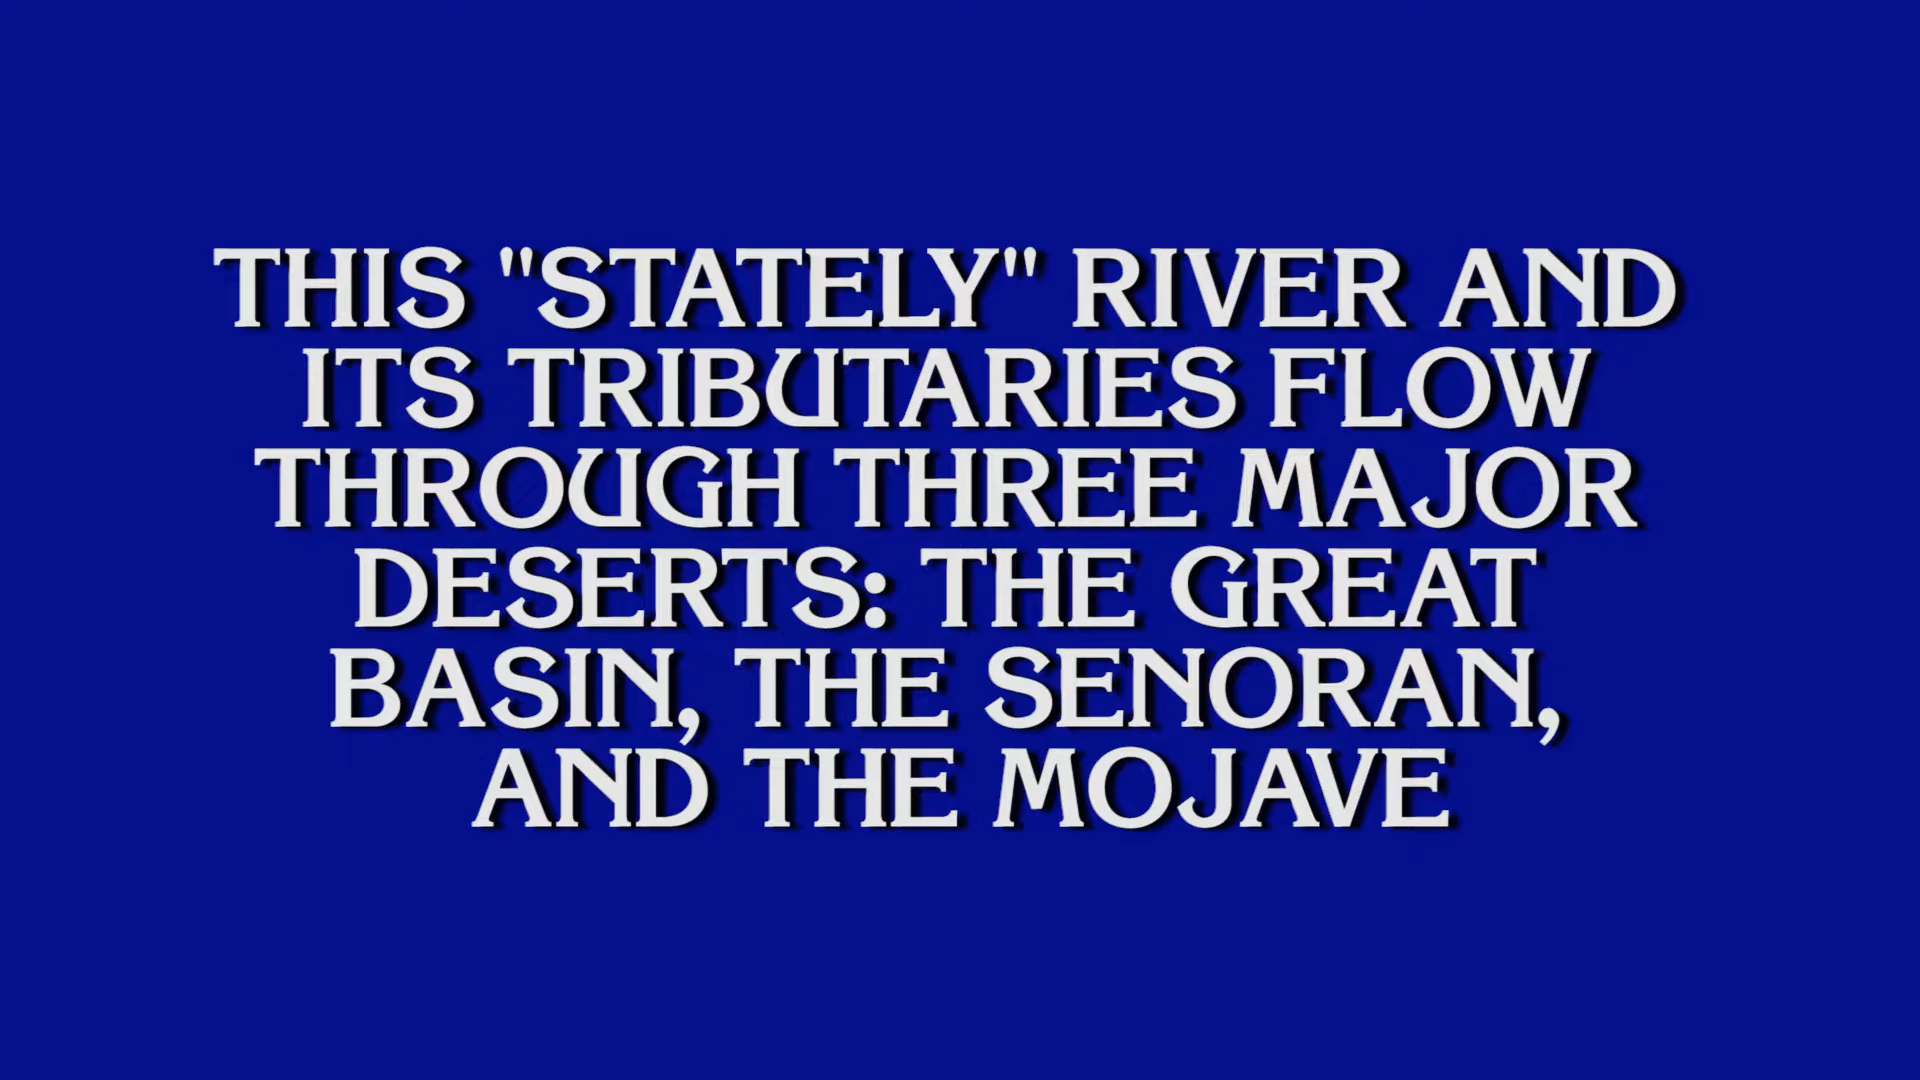 THIS "STATELY" RIVER AND
ITS TRIBUTARIES FLOW
THROUGH THREE MAJOR
DESERTS: THE GREAT
BASIN, THE SENORAN,
AND THE MOJAVE